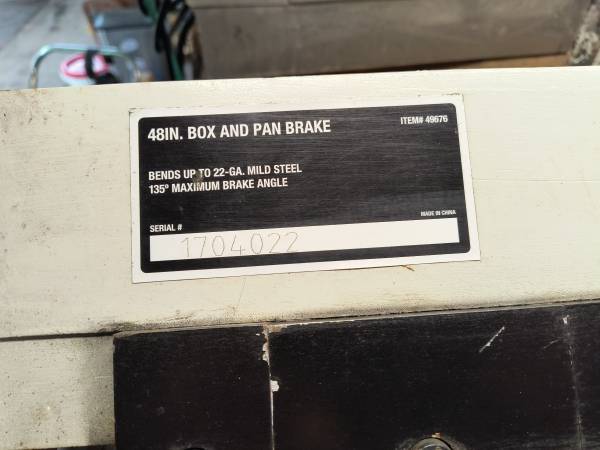 48IN. BOX AND PAN BRAKE
ITEM# 49676
BENDS UP TO 22-GA. MILD STEEL
135° MAXIMUM BRAKE ANGLE
MADE IN CHINA
SERIAL #
1704022